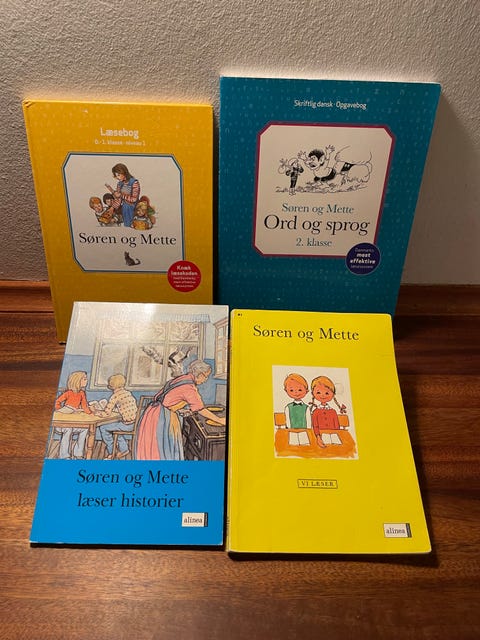 Læsebog
0.-1. klasse · niveau 1
Søren og Mette
Knæk
læsekoden
Skriftlig dansk · Opgavebog
Søren og Mette
Ord og sprog
2. klasse
Danmarks
mest
effektive
læsesystem
Søren og Mette
læser historier
alinea
Søren og Mette
VI LÆSER
alinea